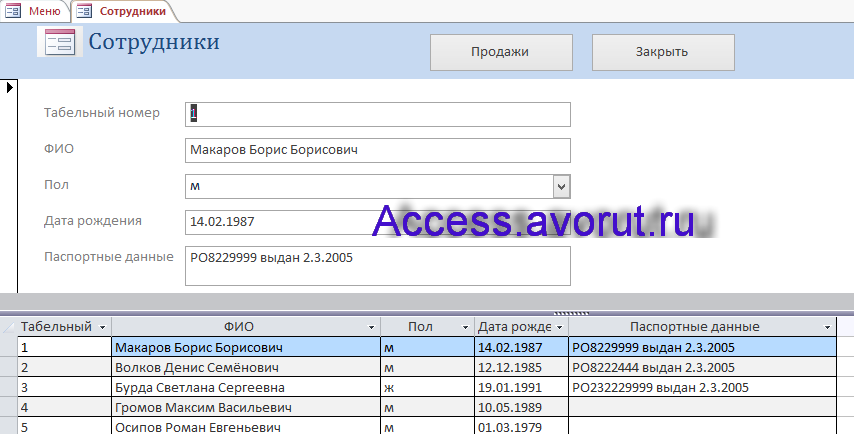 Меню Сотрудники
Сотрудники Продажи Закрыть
Табельный номер 1
ФИО Макаров Борис Борисович
Пол м
Дата рождения 14.02.1987
Access.avorut.ru
Паспортные данные РО8229999 выдан 2.3.2005
Табельный ФИО Пол Дата рожде Паспортные данные
1 Макаров Борис Борисович м 14.02.1987 РО8229999 выдан 2.3.2005
2 Волков Денис Семёнович м 12.12.1985 РО8222444 выдан 2.3.2005
3 Бурда Светлана Сергеевна ж 19.01.1991 РО232229999 выдан 2.3.2005
4 Громов Максим Васильевич м 10.05.1989
5 Осипов Роман Евгеньевич м 01.03.1979